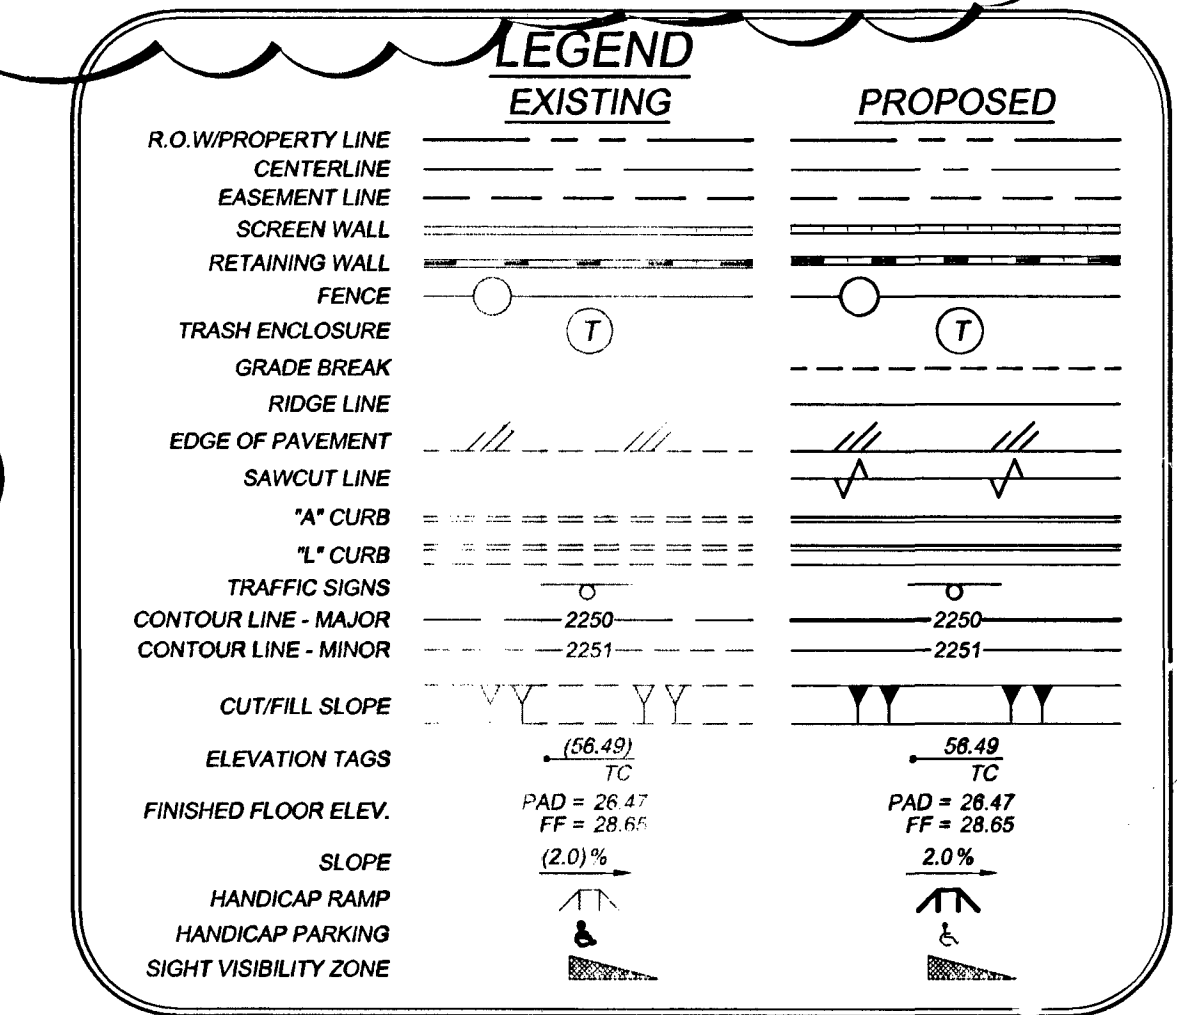 LEGEND
EXISTING PROPOSED
R.O.W/PROPERTY LINE
CENTERLINE
EASEMENT LINE
SCREEN WALL
RETAINING WALL
FENCE
TRASH ENCLOSURE T T
GRADE BREAK
RIDGE LINE
EDGE OF PAVEMENT
SAWCUT LINE
"A" CURB
"L" CURB
TRAFFIC SIGNS
CONTOUR LINE - MAJOR 2250 2250
CONTOUR LINE - MINOR 2251 2251
CUT/FILL SLOPE
ELEVATION TAGS (56.49) TC 56.49 TC
FINISHED FLOOR ELEV. PAD = 26.47 FF = 28.65 PAD = 26.47 FF = 28.65
SLOPE (2.0)% 2.0%
HANDICAP RAMP
HANDICAP PARKING
SIGHT VISIBILITY ZONE